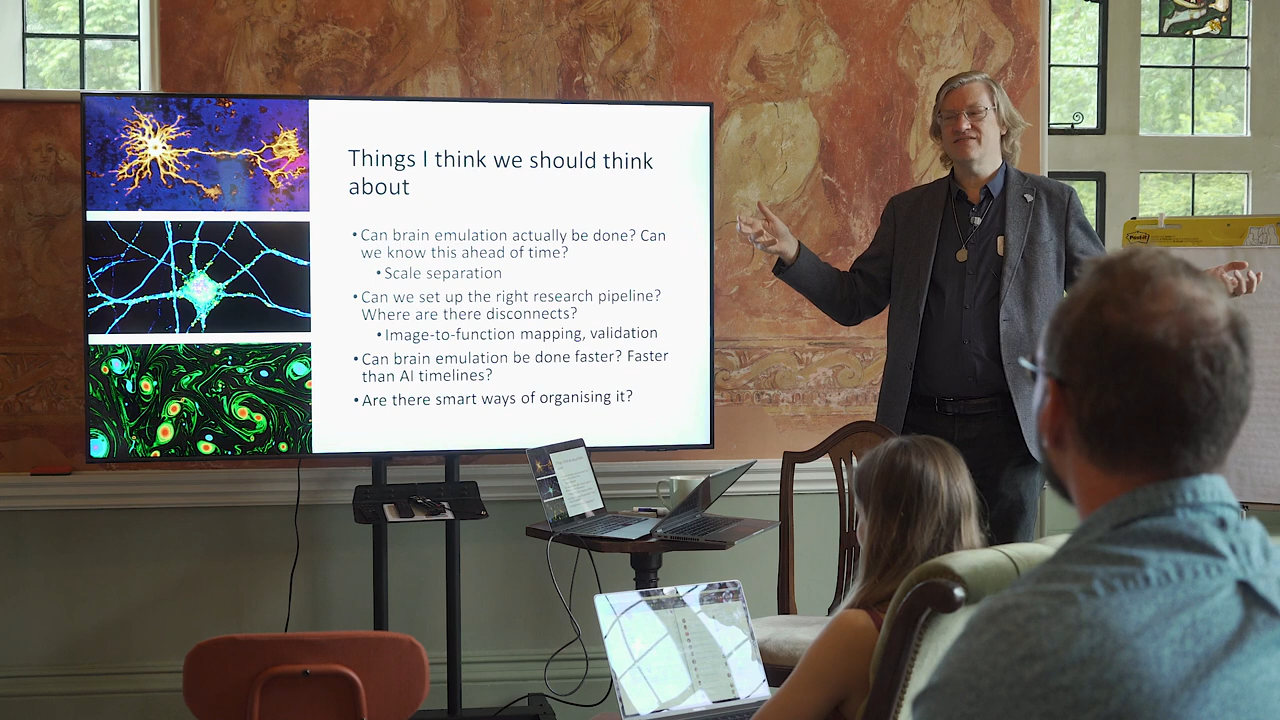 Things I think we should think
about
•Can brain emulation actually be done? Can
we know this ahead of time?
•Scale separation
•Can we set up the right research pipeline?
Where are there disconnects?
•Image-to-function mapping, validation
•Can brain emulation be done faster? Faster
than AI timelines?
•Are there smart ways of organising it?
Post-it